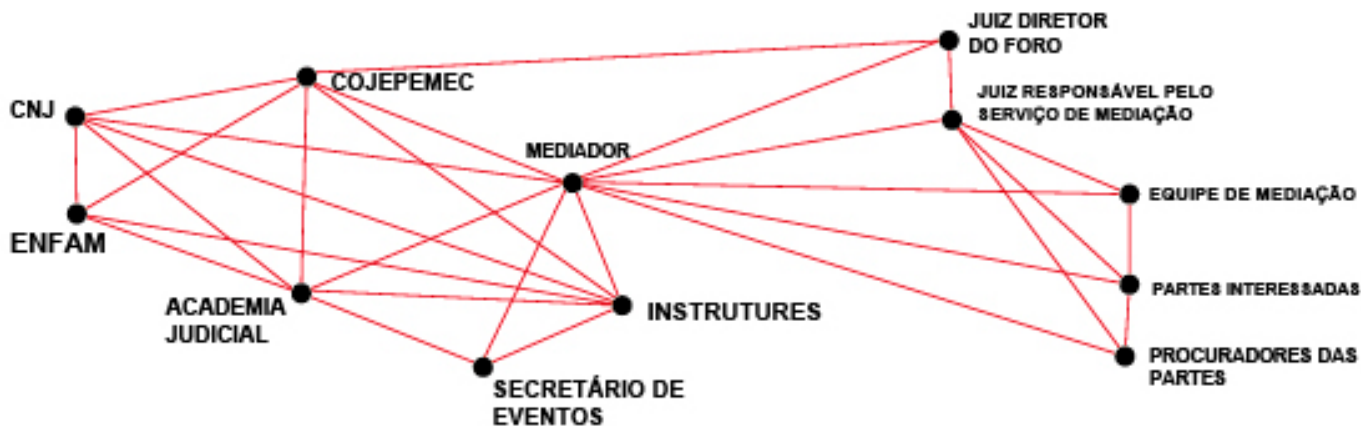 JUIZ DIRETOR
DO FORO
COJEPEMEC
CNJ
JUIZ RESPONSÁVEL PELO
SERVIÇO DE MEDIAÇÃO
MEDIADOR
EQUIPE DE MEDIAÇÃO
ENFAM
PARTES INTERESSADAS
ACADEMIA
JUDICIAL
INSTRUTURES
PROCURADORES DAS
PARTES
SECRETÁRIO DE
EVENTOS